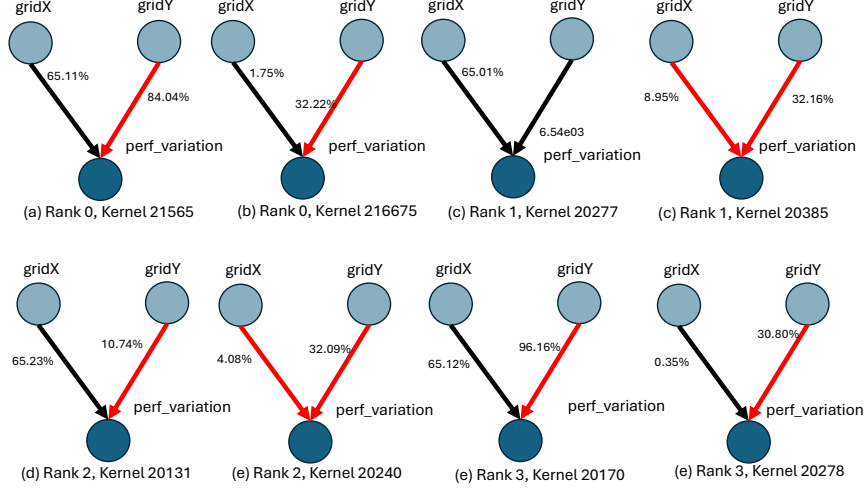 gridX gridY gridX gridY gridX gridY gridX gridY
65.11% 84.04% 1.75% 32.22% 65.01% 6.54e03 8.95% 32.16%
perf_variation perf_variation perf_variation perf_variation
(a) Rank 0, Kernel 21565 (b) Rank 0, Kernel 216675 (c) Rank 1, Kernel 20277 (c) Rank 1, Kernel 20385
gridX gridY gridX gridY gridX gridY gridX gridY
65.23% 10.74% 4.08% 32.09% 65.12% 96.16% 0.35% 30.80%
perf_variation perf_variation perf_variation perf_variation
(d) Rank 2, Kernel 20131 (e) Rank 2, Kernel 20240 (e) Rank 3, Kernel 20170 (e) Rank 3, Kernel 20278